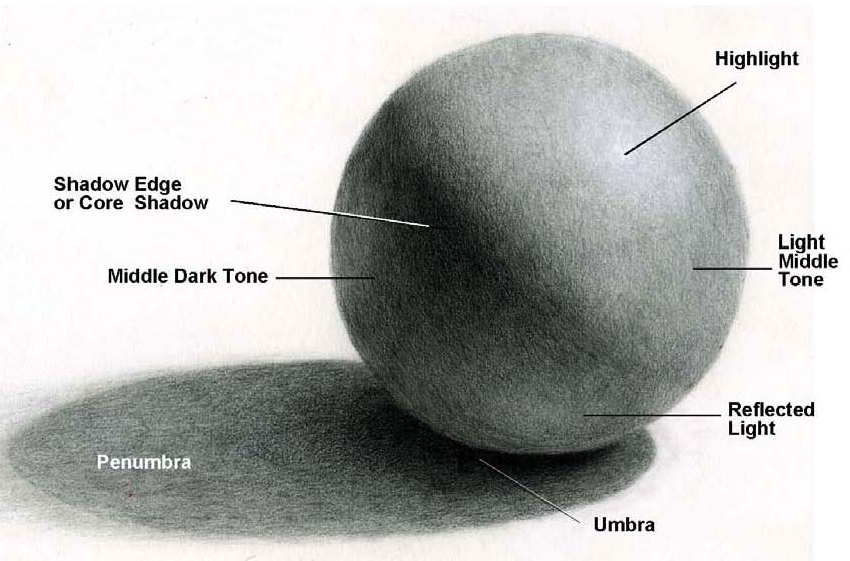 Highlight
Shadow Edge
or Core Shadow
Light
Middle
Tone
Middle Dark Tone
Reflected
Light
Penumbra
Umbra